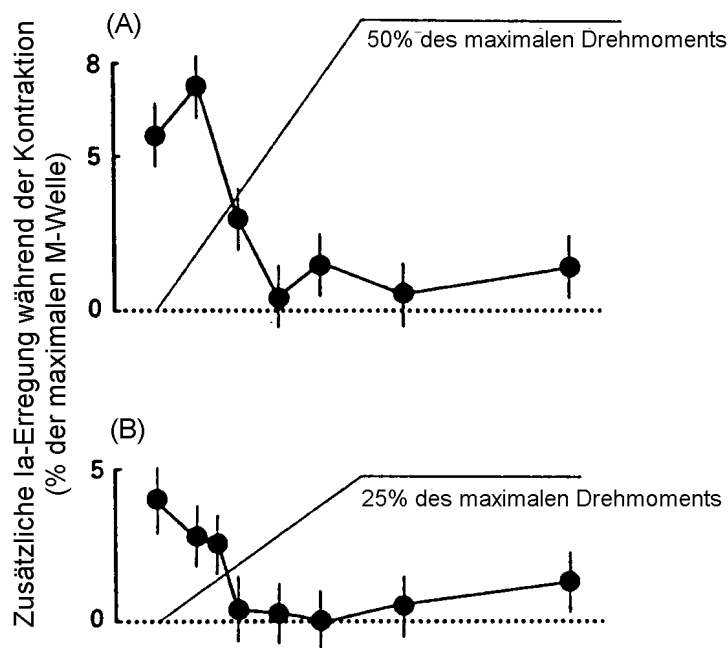 Zusätzliche Ia-Erregung während der Kontraktion
(% der maximalen M-Welle)
(A)
50% des maximalen Drehmoments
8
5
0
(B)
5
25% des maximalen Drehmoments
0